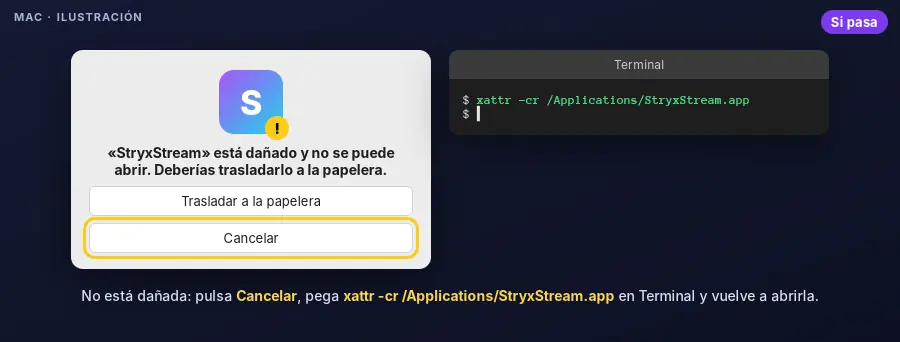 MAC · ILUSTRACIÓN
Si pasa
S
!
«StryxStream» está dañado y no se puede
abrir. Deberías trasladarlo a la papelera.
Trasladar a la papelera
Cancelar
Terminal
$ xattr -cr /Applications/StryxStream.app
$
No está dañada: pulsa Cancelar, pega xattr -cr /Applications/StryxStream.app en Terminal y vuelve a abrirla.